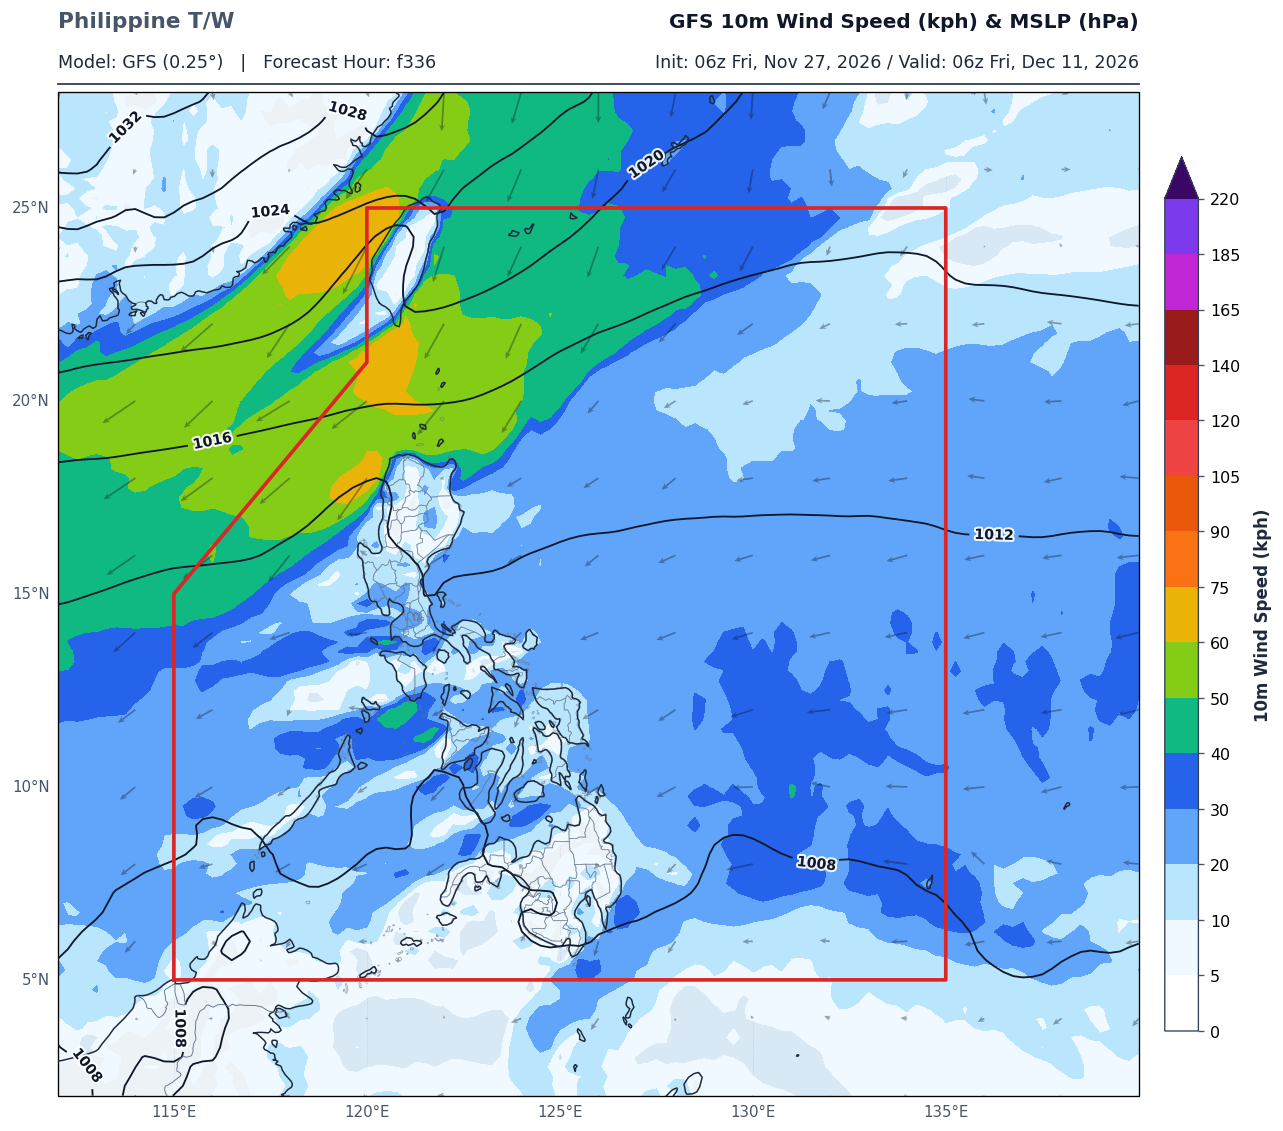 Philippine T/W
GFS 10m Wind Speed (kph) & MSLP (hPa)
Model: GFS (0.25°)   |   Forecast Hour: f336
Init: 06z Fri, Nov 27, 2026 / Valid: 06z Fri, Dec 11, 2026
1032
1028
1024
1020
1016
1012
1008
1008
1008
25°N
20°N
15°N
10°N
5°N
115°E
120°E
125°E
130°E
135°E
220
185
165
140
120
105
90
75
60
50
40
30
20
10
5
0
10m Wind Speed (kph)